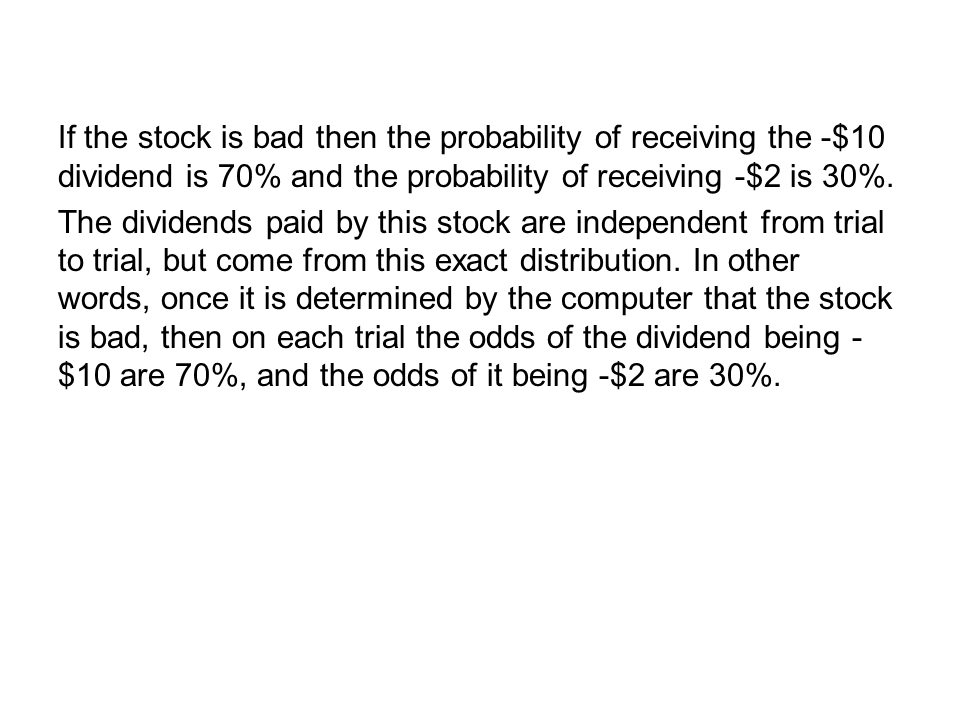 If the stock is bad then the probability of receiving the -$10
dividend is 70% and the probability of receiving -$2 is 30%.
The dividends paid by this stock are independent from trial
to trial, but come from this exact distribution. In other
words, once it is determined by the computer that the stock
is bad, then on each trial the odds of the dividend being -
$10 are 70%, and the odds of it being -$2 are 30%.